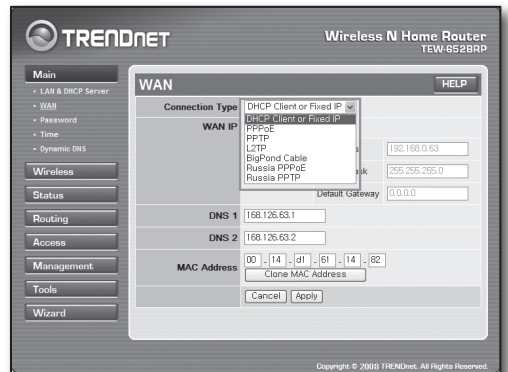 TRENDNET
Wireless N Home Router
TEW-652BRP
Main
• LAN & DHCP Server
• WAN
• Password
• Time
• Dynamic DNS
Wireless
Status
Routing
Access
Management
Tools
Wizard
WAN
HELP
Connection Type DHCP Client or Fixed IP
WAN IP
DHCP Client or Fixed IP
PPPoE
PPTP
L2TP
BigPond Cable
Russia PPPoE
Russia PPTP
192.168.0.63
255.255.255.0
Default Gateway 0.0.0.0
DNS 1 168.126.63.1
DNS 2 168.126.63.2
MAC Address 00 - 14 - d1 - 61 - 14 - 82
Clone MAC Address
Cancel Apply
Copyright © 2008 TRENDnet. All Rights Reserved.